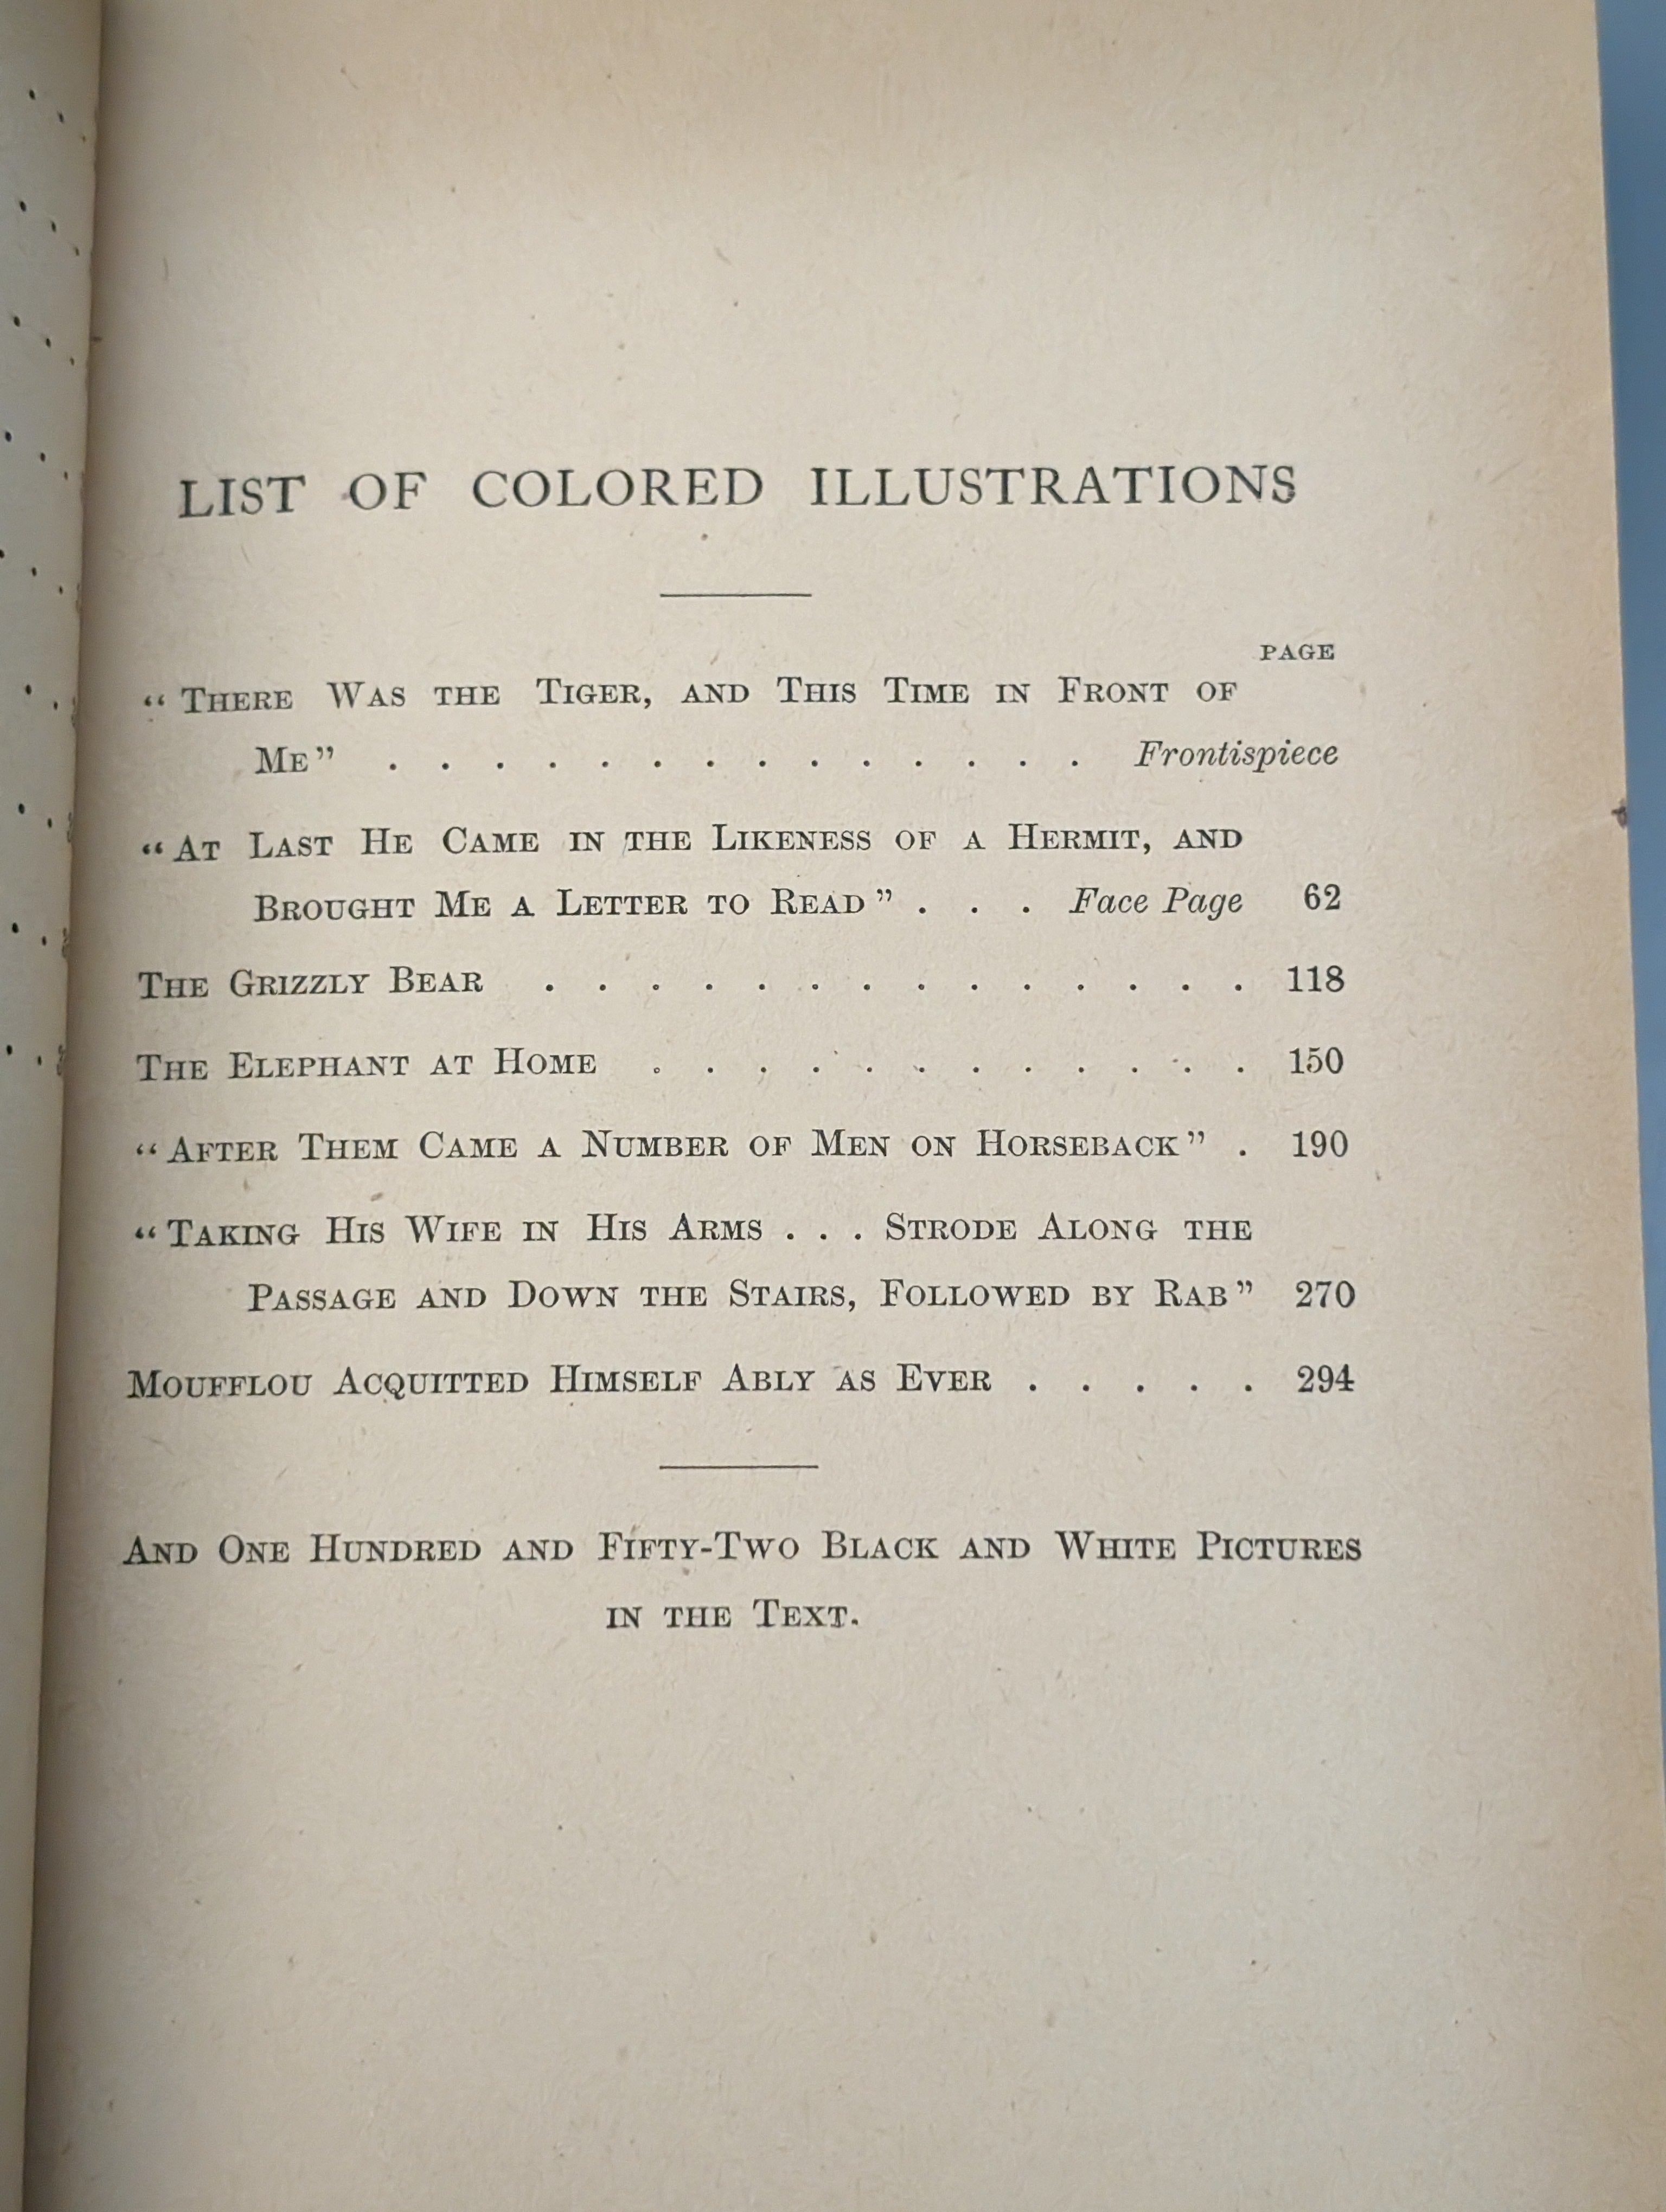 LIST OF COLORED ILLUSTRATIONS
PAGE
“There Was the Tiger, and This Time in Front of
Me” . . . . . . . . . . . . . . Frontispiece
“At Last He Came in the Likeness of a Hermit, and
Brought Me a Letter to Read” . . . Face Page 62
The Grizzly Bear . . . . . . . . . . . . . . 118
The Elephant at Home . . . . . . . . . . . . 150
“After Them Came a Number of Men on Horseback” . 190
“Taking His Wife in His Arms . . . Strode Along the
Passage and Down the Stairs, Followed by Rab” 270
Moufflou Acquitted Himself Ably as Ever . . . . . 294
And One Hundred and Fifty-Two Black and White Pictures
in the Text.